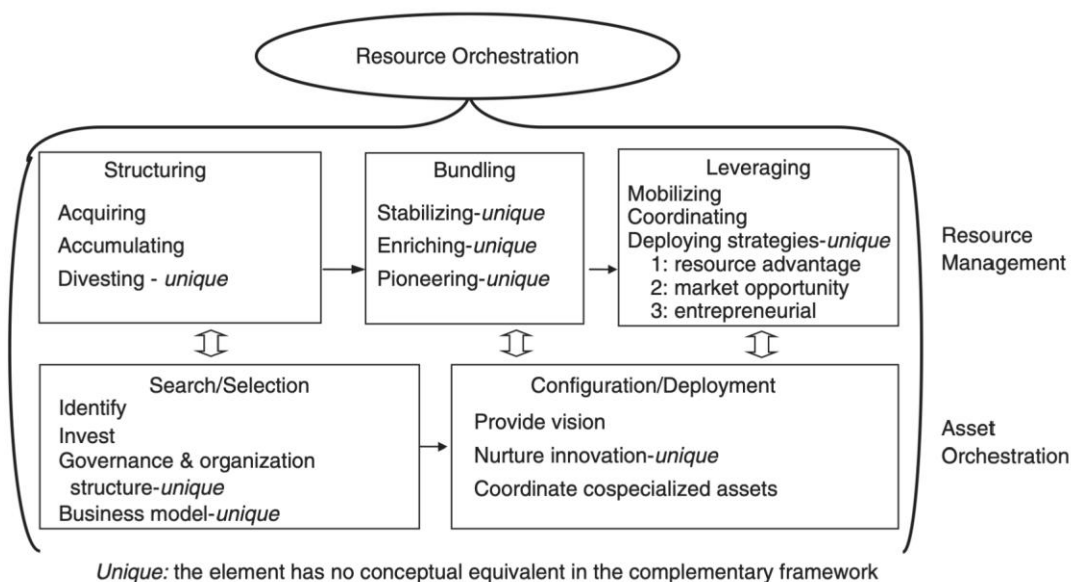 Resource Orchestration
Structuring
Acquiring
Accumulating
Divesting - unique
Bundling
Stabilizing-unique
Enriching-unique
Pioneering-unique
Leveraging
Mobilizing
Coordinating
Deploying strategies-unique
1: resource advantage
2: market opportunity
3: entrepreneurial
Resource
Management
Search/Selection
Identify
Invest
Governance & organization
structure-unique
Business model-unique
Configuration/Deployment
Provide vision
Nurture innovation-unique
Coordinate cospecialized assets
Asset
Orchestration
Unique: the element has no conceptual equivalent in the complementary framework